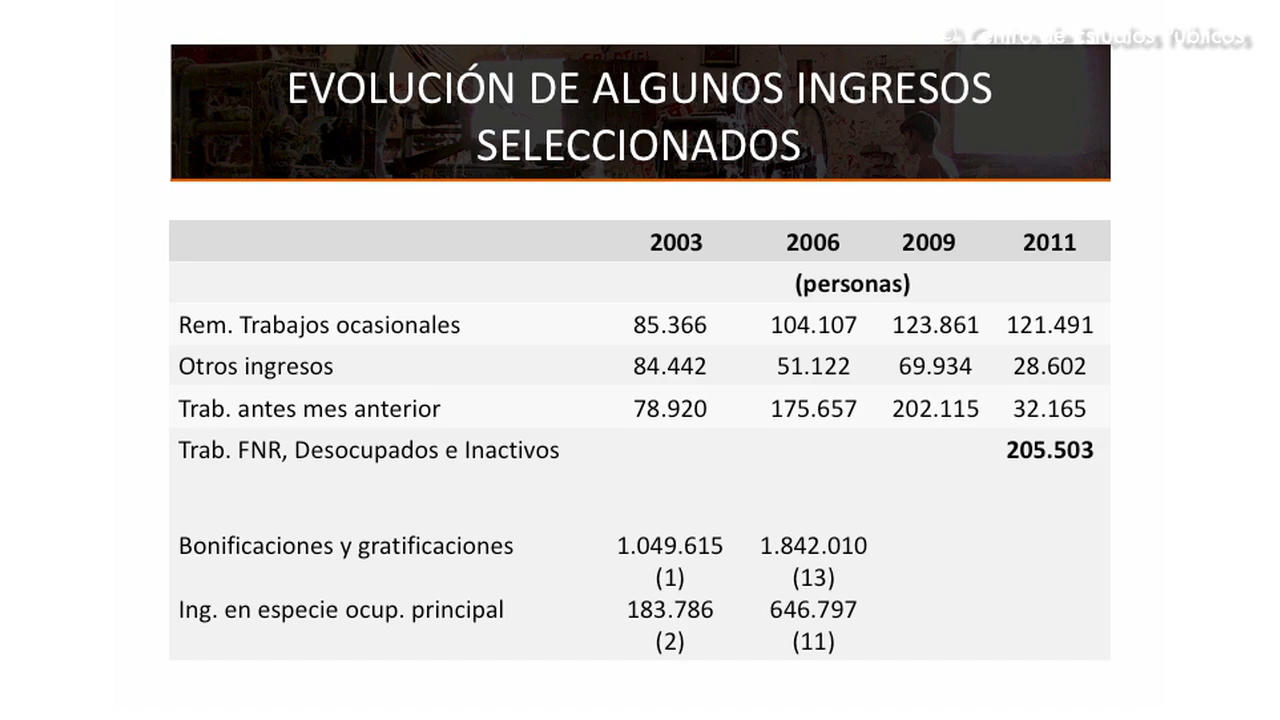 © Centro de Estudios Públicos.
EVOLUCIÓN DE ALGUNOS INGRESOS
SELECCIONADOS
2003 2006 2009 2011
(personas)
Rem. Trabajos ocasionales 85.366 104.107 123.861 121.491
Otros ingresos 84.442 51.122 69.934 28.602
Trab. antes mes anterior 78.920 175.657 202.115 32.165
Trab. FNR, Desocupados e Inactivos 205.503
Bonificaciones y gratificaciones 1.049.615 1.842.010
(1) (13)
Ing. en especie ocup. principal 183.786 646.797
(2) (11)